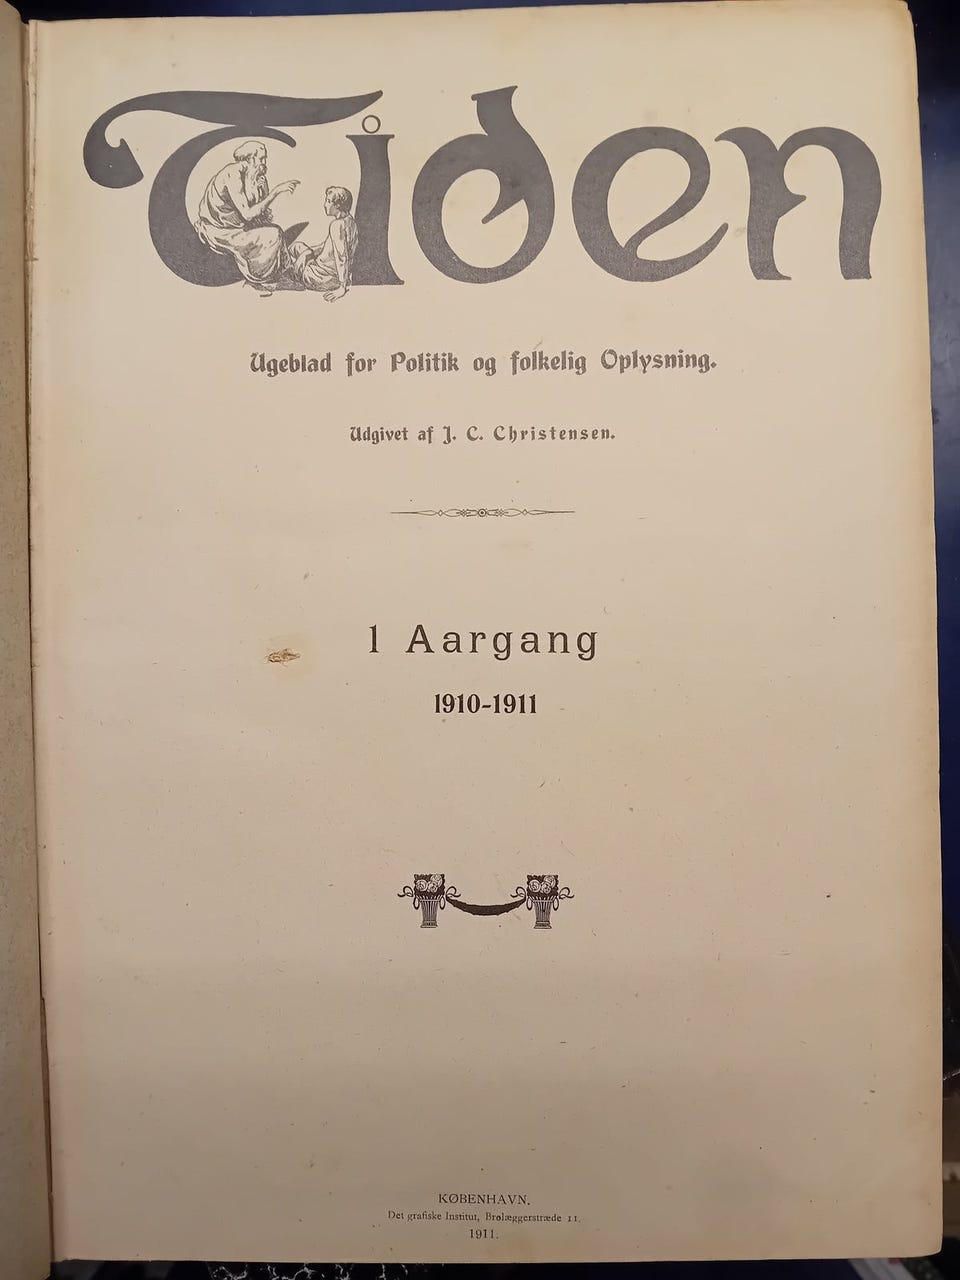 Tiden
Ugeblad for Politik og folkelig Oplysning.
Udgivet af J. C. Christensen.
1 Aargang
1910-1911
KØBENHAVN.
Det grafiske Institut, Brolæggerstræde 11.
1911.